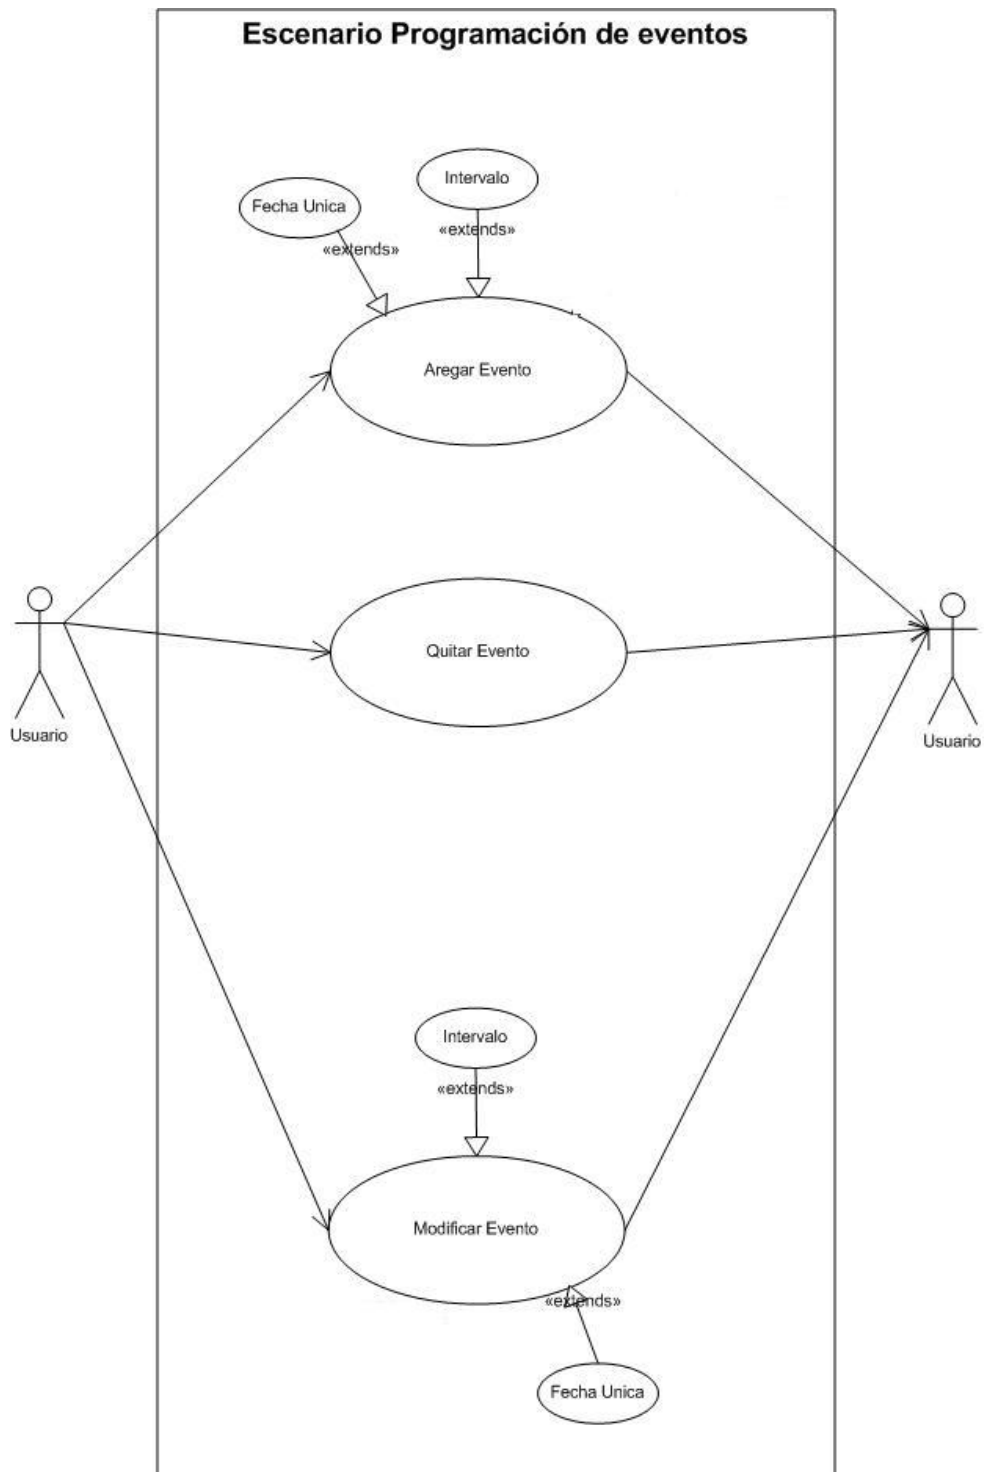 Escenario Programación de eventos
Intervalo
Fecha Unica
«extends»
«extends»
Aregar Evento
Quitar Evento
Usuario
Usuario
Intervalo
«extends»
Modificar Evento
«extends»
Fecha Unica